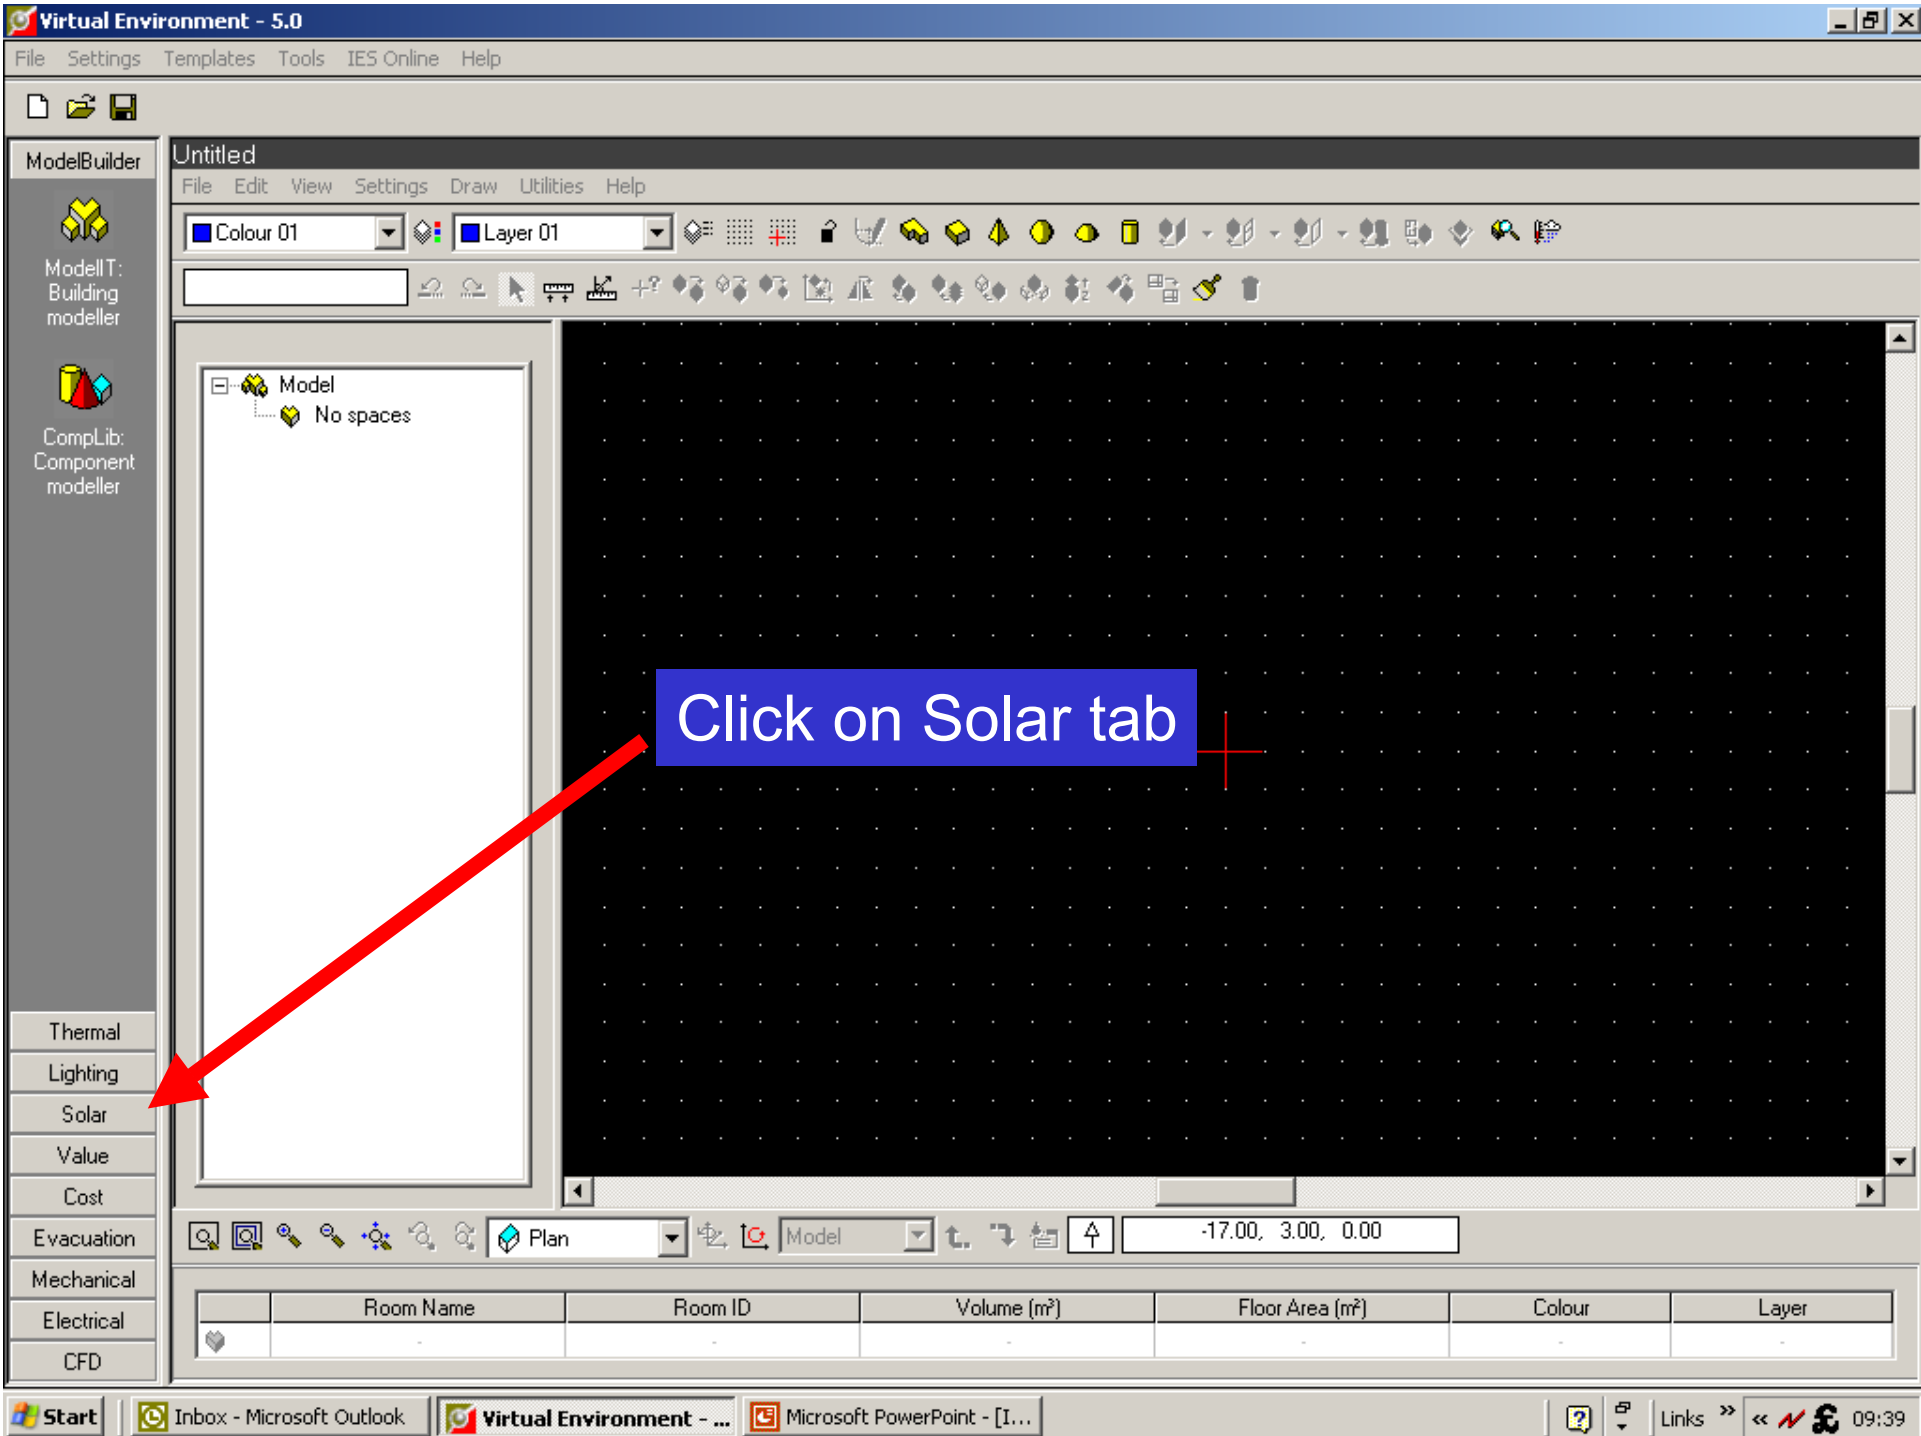 Virtual Environment - 5.0
File Settings Templates Tools IES Online Help
ModelBuilder
ModelIT:
Building
modeller
CompLib:
Component
modeller
Untitled
File Edit View Settings Draw Utilities Help
Colour 01 Layer 01
Model
No spaces
Click on Solar tab
Thermal
Lighting
Solar
Value
Cost
Evacuation
Mechanical
Electrical
CFD
Plan Model -17.00, 3.00, 0.00
Room Name Room ID Volume (m³) Floor Area (m²) Colour Layer
- - - - - -
Start Inbox - Microsoft Outlook Virtual Environment - ... Microsoft PowerPoint - [I... Links » « 09:39